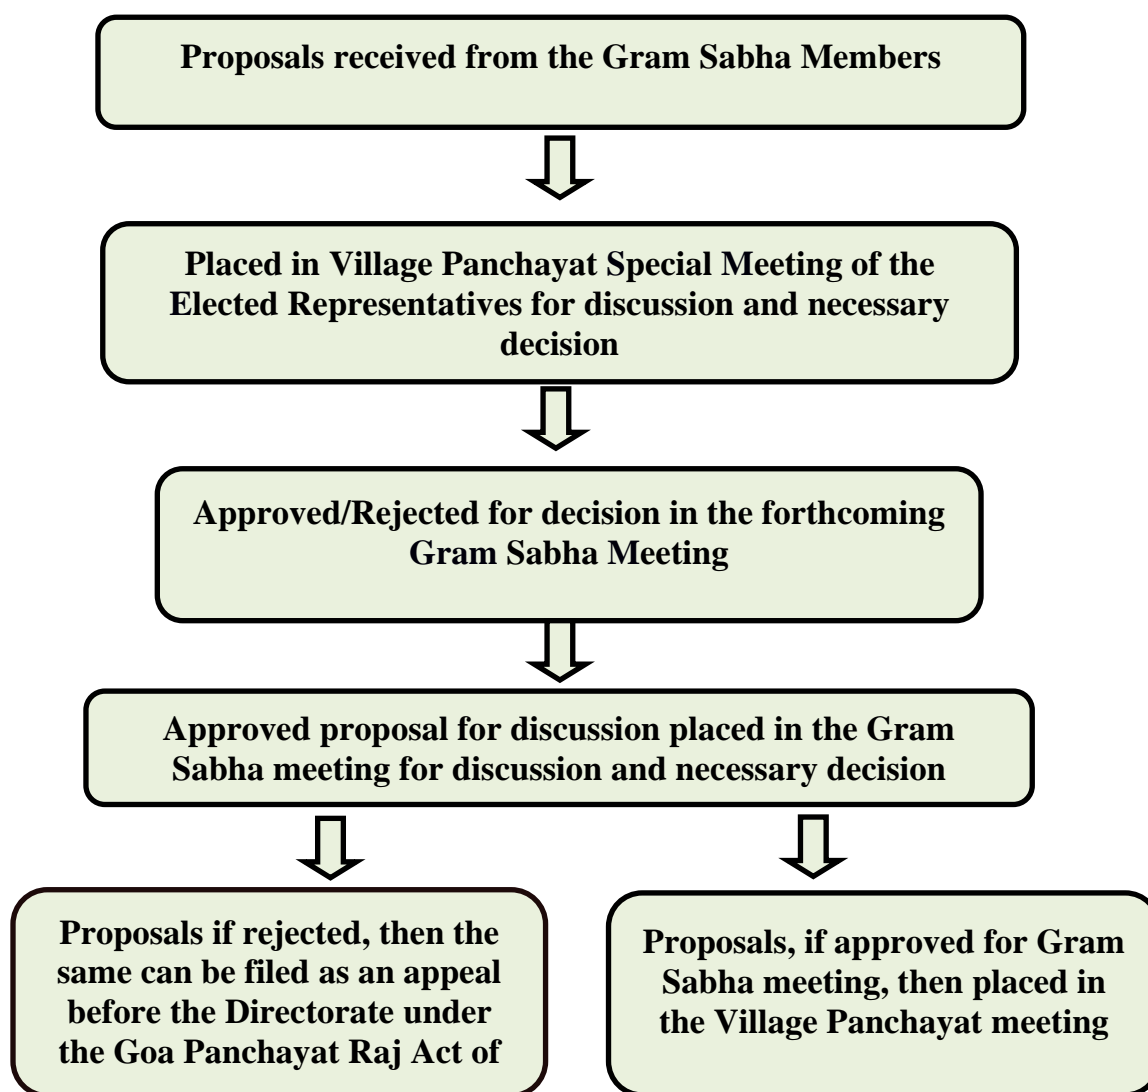 Proposals received from the Gram Sabha Members
Placed in Village Panchayat Special Meeting of the
Elected Representatives for discussion and necessary
decision
Approved/Rejected for decision in the forthcoming
Gram Sabha Meeting
Approved proposal for discussion placed in the Gram
Sabha meeting for discussion and necessary decision
Proposals if rejected, then the
same can be filed as an appeal
before the Directorate under
the Goa Panchayat Raj Act of
Proposals, if approved for Gram
Sabha meeting, then placed in
the Village Panchayat meeting